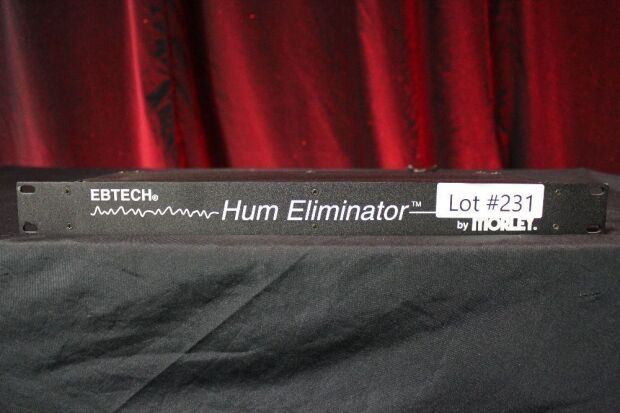 EBTECH®
Hum Eliminator™
Lot #231
by MORLEY.